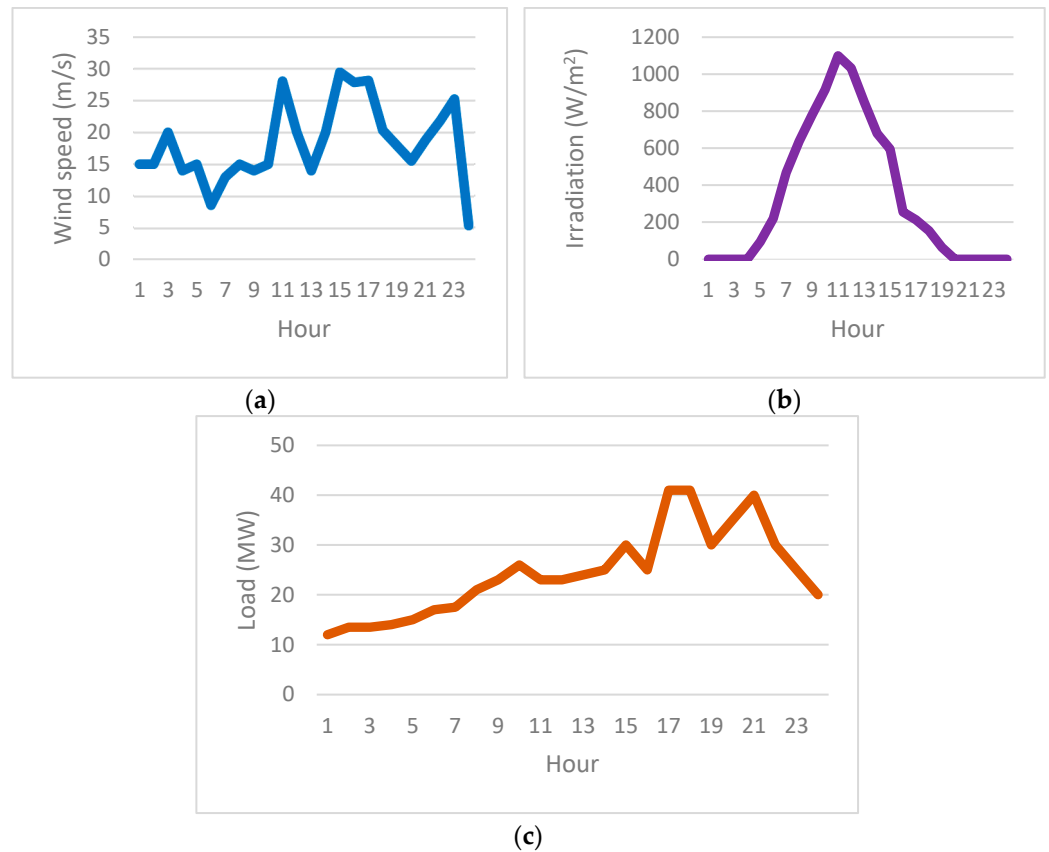 Wind speed (m/s)
35
30
25
20
15
10
5
0
1 3 5 7 9 11 13 15 17 19 21 23
Hour
(a)
Irradiation (W/m²)
1200
1000
800
600
400
200
0
1 3 5 7 9 11 13 15 17 19 21 23
Hour
(b)
Load (MW)
50
40
30
20
10
0
1 3 5 7 9 11 13 15 17 19 21 23
Hour
(c)